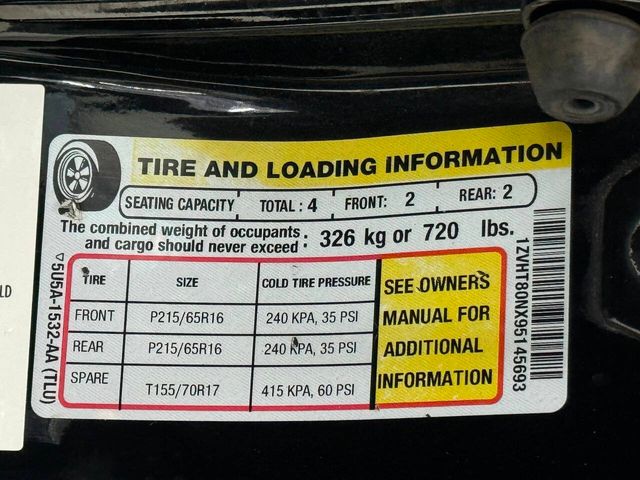 TIRE AND LOADING INFORMATION
SEATING CAPACITY TOTAL : 4 FRONT: 2 REAR: 2
The combined weight of occupants and cargo should never exceed : 326 kg or 720 lbs.
TIRE SIZE COLD TIRE PRESSURE
FRONT P215/65R16 240 KPA, 35 PSI
REAR P215/65R16 240 KPA, 35 PSI
SPARE T155/70R17 415 KPA, 60 PSI
SEE OWNERS
MANUAL FOR
ADDITIONAL
INFORMATION
5U5A-1532-AA (TLU)
1ZVHT80NX95145693
LD